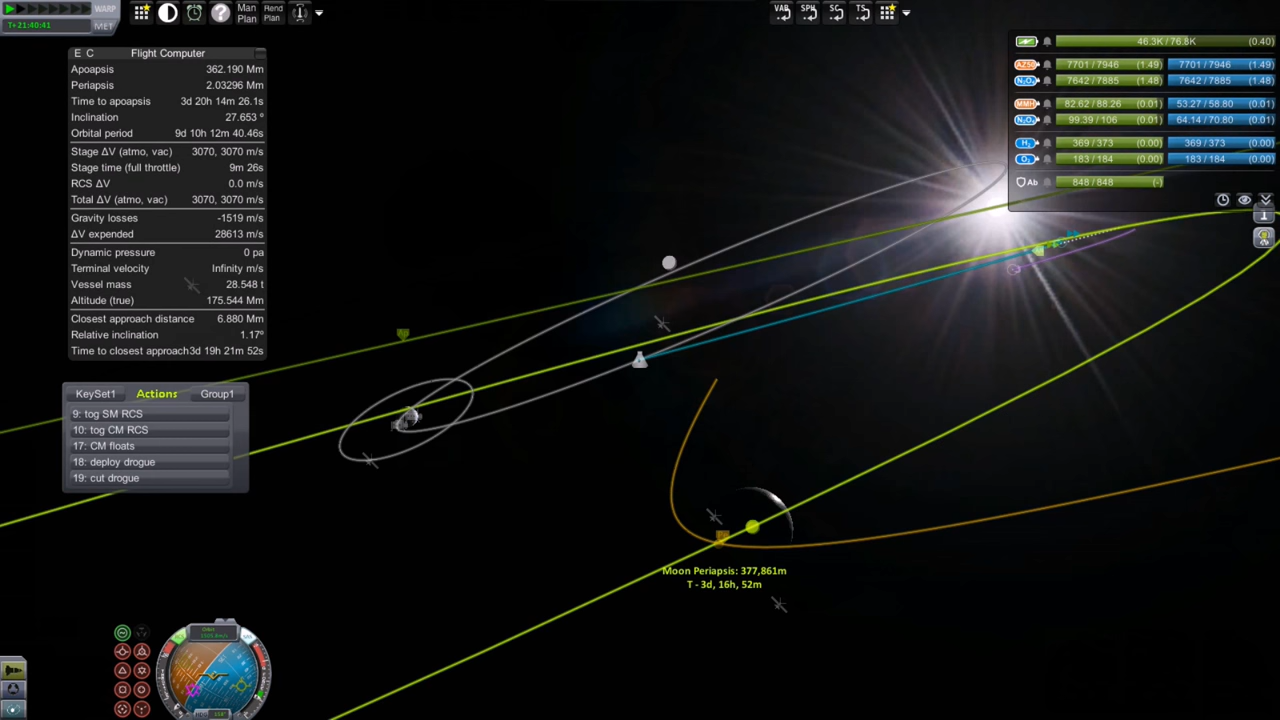 WARP
T+21:40:41
MET
Man
Plan
Rend
Plan
VAB
SPH
SC
TS
E C Flight Computer
Apoapsis 362.190 Mm
Periapsis 2.03296 Mm
Time to apoapsis 3d 20h 14m 26.1s
Inclination 27.653 º
Orbital period 9d 10h 12m 40.46s
Stage ΔV (atmo, vac) 3070, 3070 m/s
Stage time (full throttle) 9m 26s
RCS ΔV 0.0 m/s
Total ΔV (atmo, vac) 3070, 3070 m/s
Gravity losses -1519 m/s
ΔV expended 28613 m/s
Dynamic pressure 0 pa
Terminal velocity Infinity m/s
Vessel mass 28.548 t
Altitude (true) 175.544 Mm
Closest approach distance 6.880 Mm
Relative inclination 1.17º
Time to closest approach 3d 19h 21m 52s
46.3K / 76.8K (0.40)
AZ50 7701 / 7946 (1.49) 7701 / 7946 (1.49)
N₂O₄ 7642 / 7885 (1.48) 7642 / 7885 (1.48)
MMH 82.62 / 88.26 (0.01) 53.27 / 58.80 (0.01)
N₂O₄ 99.39 / 106 (0.01) 64.14 / 70.80 (0.01)
H₂ 369 / 373 (0.00) 369 / 373 (0.00)
O₂ 183 / 184 (0.00) 183 / 184 (0.00)
Ab 848 / 848 (-)
KeySet1 Actions Group1
9: tog SM RCS
10: tog CM RCS
17: CM floats
18: deploy drogue
19: cut drogue
Moon Periapsis: 377,861m
T - 3d, 16h, 52m